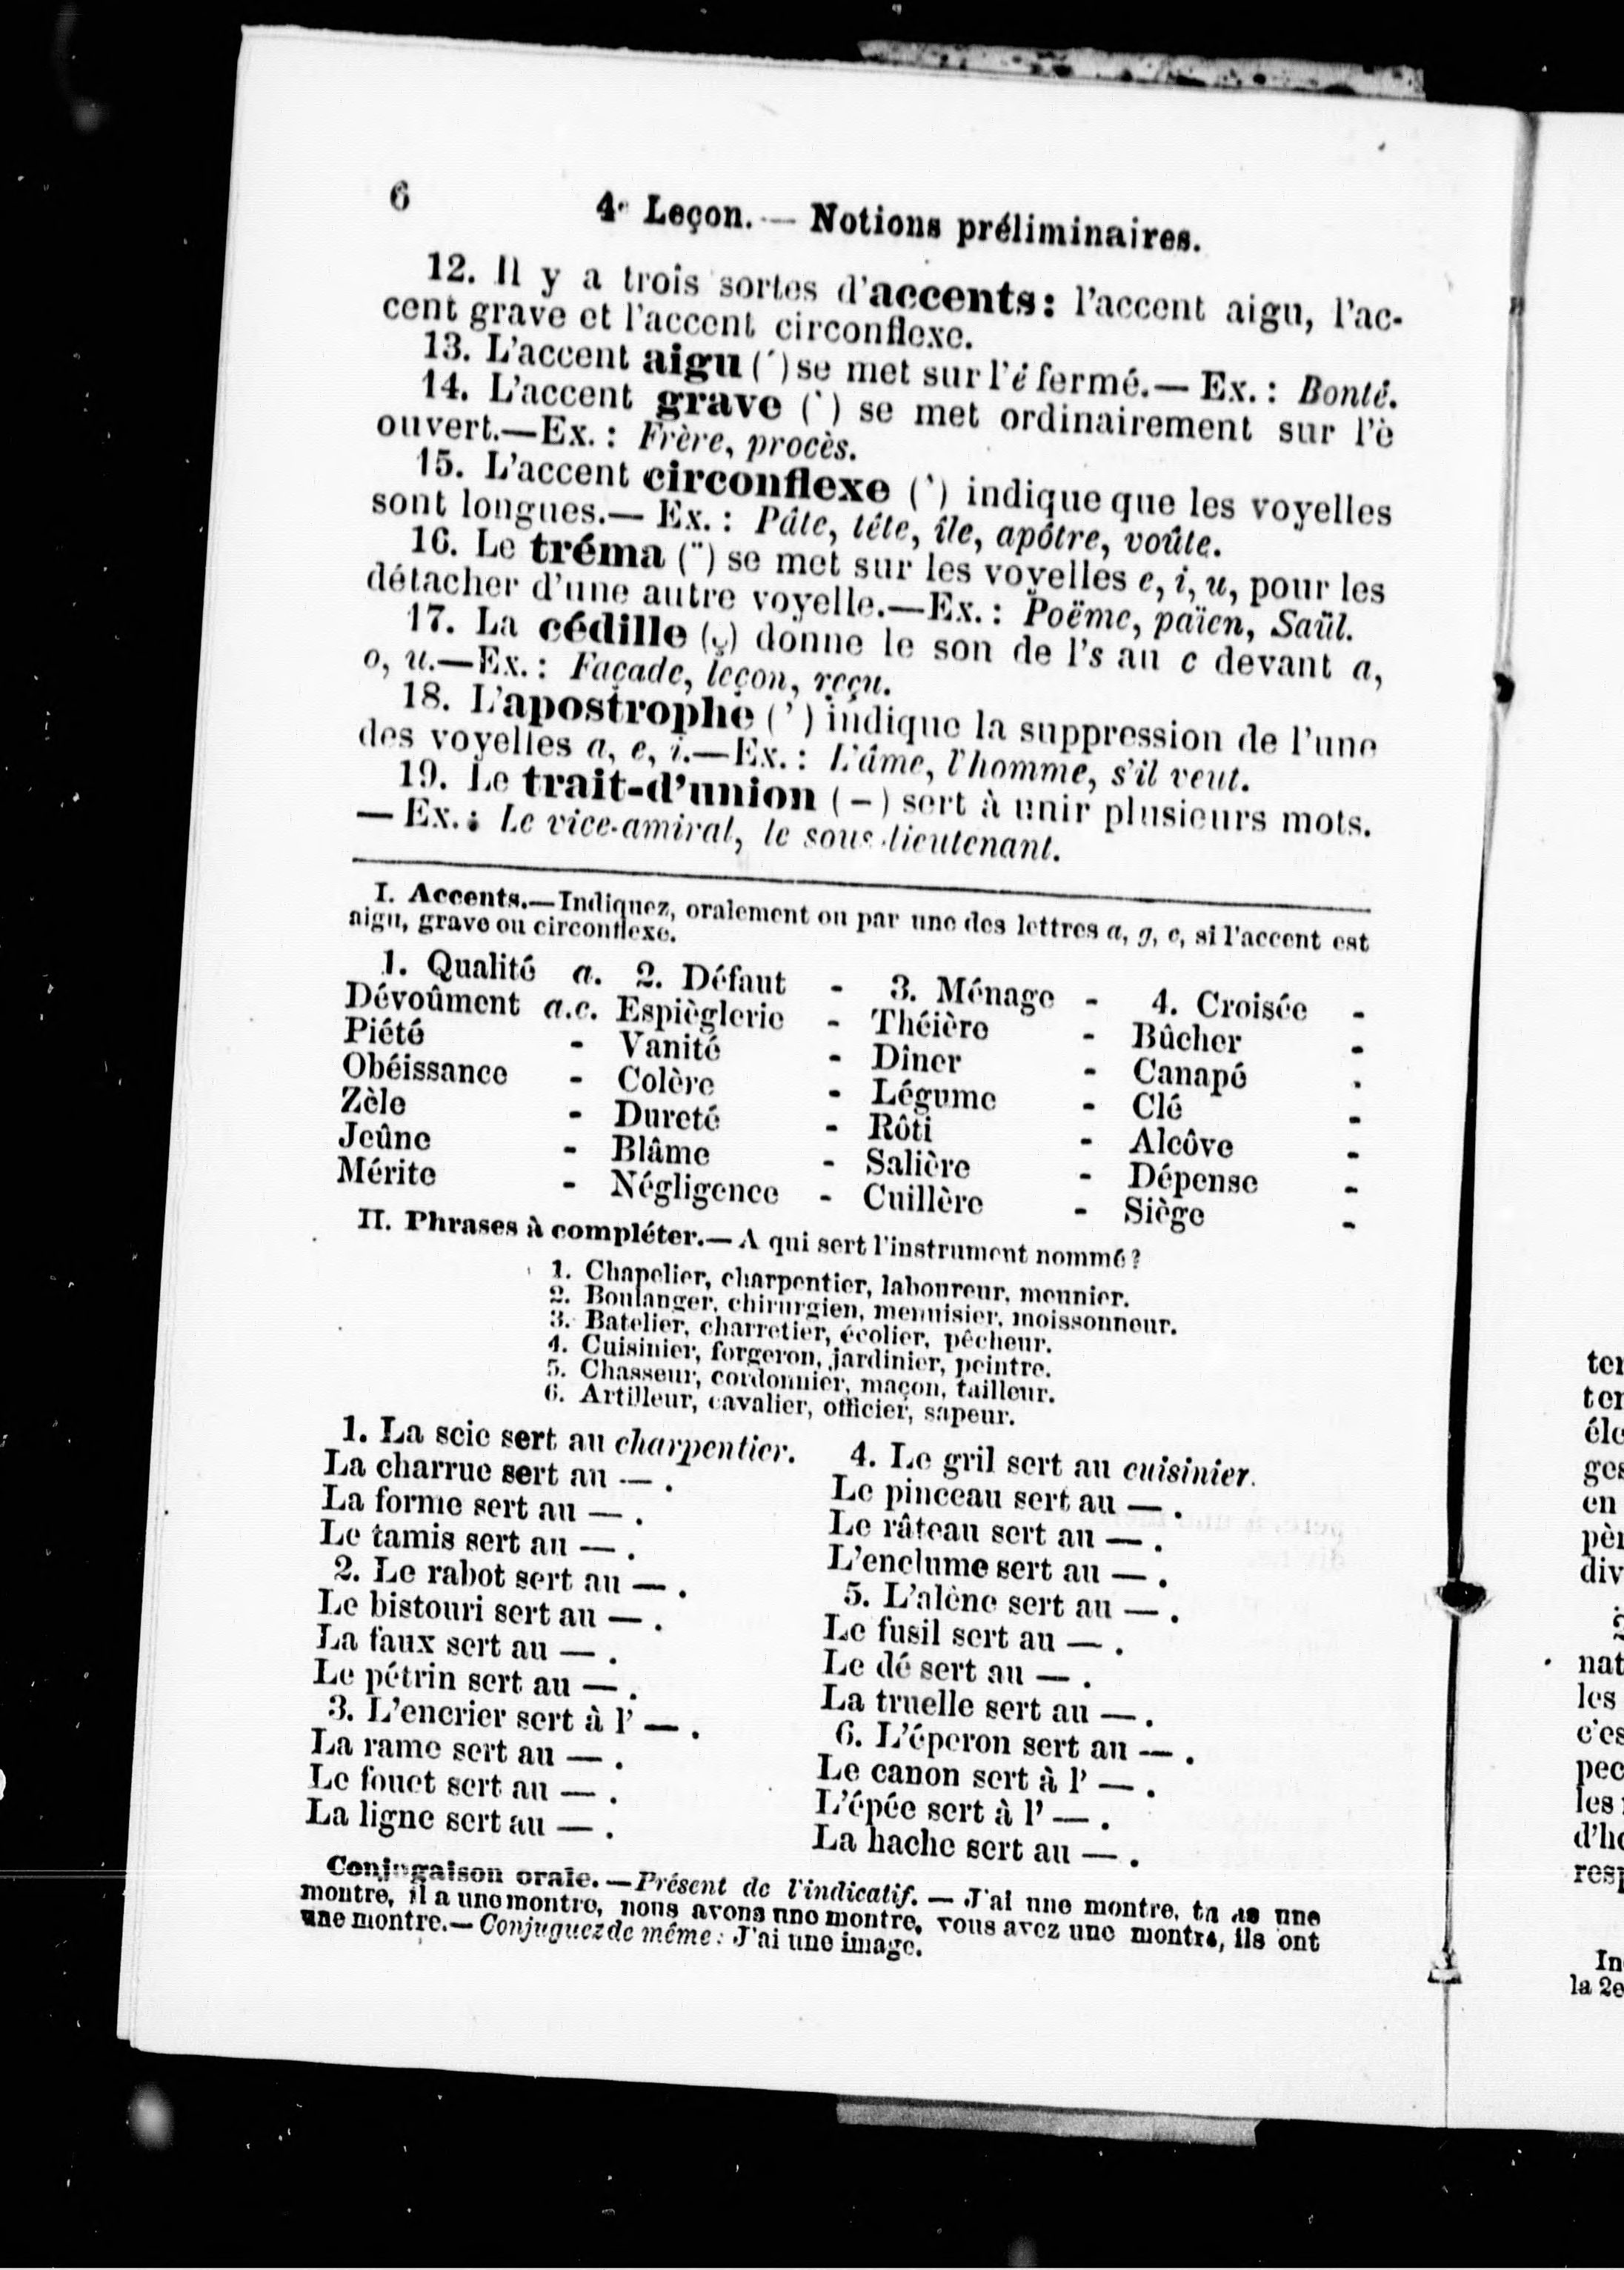 6
4e Leçon. — Notions préliminaires.
12. Il y a trois sortes d'accents: l'accent aigu, l'ac-
cent grave et l'accent circonflexe.
13. L'accent aigu (´) se met sur l'é fermé.— Ex.: Bonté.
14. L'accent grave (`) se met ordinairement sur l'è
ouvert.—Ex.: Frère, procès.
15. L'accent circonflexe (^) indique que les voyelles
sont longues.— Ex.: Pâte, tête, île, apôtre, voûte.
16. Le tréma (¨) se met sur les voyelles e, i, u, pour les
détacher d'une autre voyelle.—Ex.: Poëme, païen, Saül.
17. La cédille (ç) donne le son de l's au c devant a,
o, u.—Ex.: Façade, leçon, reçu.
18. L'apostrophe (') indique la suppression de l'une
des voyelles a, e, i.—Ex.: L'âme, l'homme, s'il veut.
19. Le trait-d'union (-) sert à unir plusieurs mots.
— Ex.: Le vice-amiral, le sous-lieutenant.
I. Accents.—Indiquez, oralement ou par une des lettres a, g, c, si l'accent est
aigu, grave ou circonflexe.
1. Qualité a. 2. Défaut - 3. Ménage - 4. Croisée -
Dévoûment a.c. Espièglerie - Théière - Bûcher -
Piété - Vanité - Dîner - Canapé -
Obéissance - Colère - Légume - Clé -
Zèle - Dureté - Rôti - Alcôve -
Jeûne - Blâme - Salière - Dépense -
Mérite - Négligence - Cuillère - Siège -
II. Phrases à compléter.— A qui sert l'instrument nommé?
1. Chapelier, charpentier, laboureur, meunier.
2. Boulanger, chirurgien, menuisier, moissonneur.
3. Batelier, charretier, écolier, pêcheur.
4. Cuisinier, forgeron, jardinier, peintre.
5. Chasseur, cordonnier, maçon, tailleur.
6. Artilleur, cavalier, officier, sapeur.
1. La scie sert au charpentier.
La charrue sert au — .
La forme sert au — .
Le tamis sert au — .
2. Le rabot sert au — .
Le bistouri sert au — .
La faux sert au — .
Le pétrin sert au — .
3. L'encrier sert à l' — .
La rame sert au — .
Le fouet sert au — .
La ligne sert au — .
4. Le gril sert au cuisinier.
Le pinceau sert au — .
Le râteau sert au — .
L'enclume sert au — .
5. L'alène sert au — .
Le fusil sert au — .
Le dé sert au — .
La truelle sert au — .
6. L'éperon sert au — .
Le canon sert à l' — .
L'épée sert à l' — .
La hache sert au — .
Conjugaison orale.—Présent de l'indicatif. — J'ai une montre, tu as une
montre, il a une montre, nous avons une montre, vous avez une montre, ils ont
une montre.— Conjuguez de même: J'ai une image.
en
div
nat
les
pec
les
In
la 2e